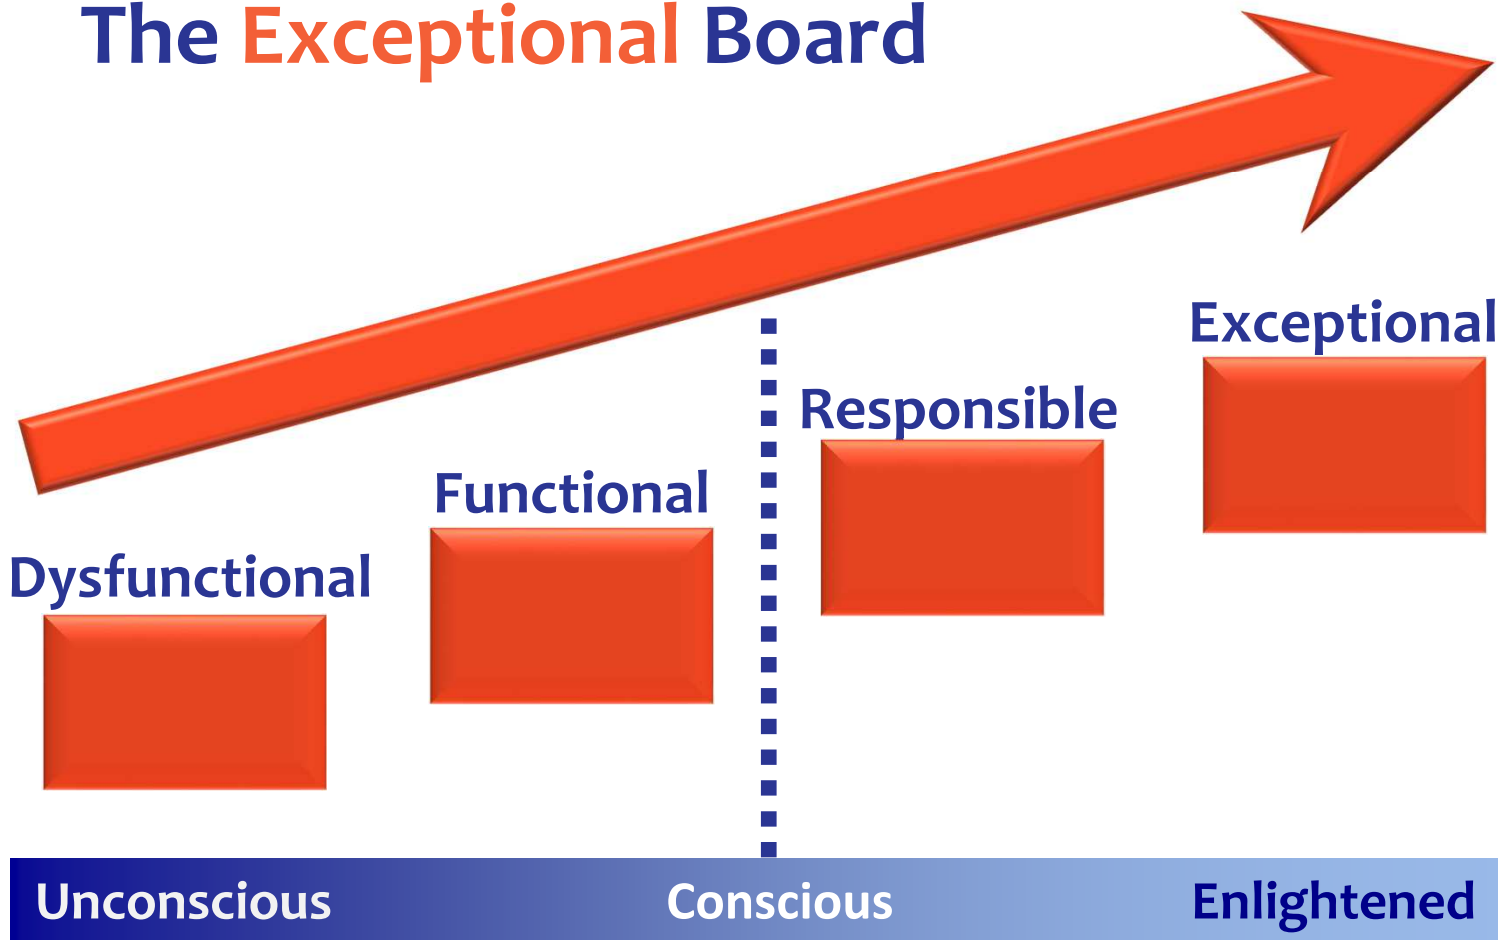 The Exceptional Board
Exceptional
Responsible
Functional
Dysfunctional
Unconscious Conscious Enlightened